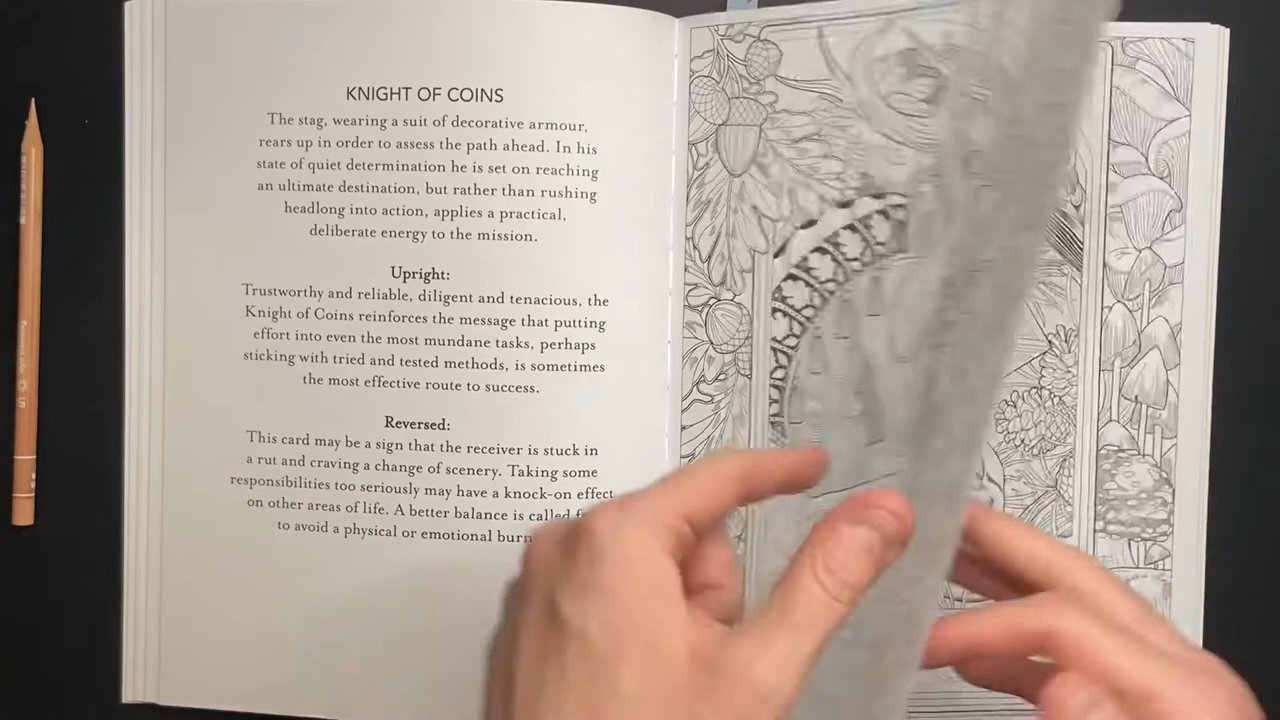 KNIGHT OF COINS
The stag, wearing a suit of decorative armour,
rears up in order to assess the path ahead. In his
state of quiet determination he is set on reaching
an ultimate destination, but rather than rushing
headlong into action, applies a practical,
deliberate energy to the mission.
Upright:
Trustworthy and reliable, diligent and tenacious, the
Knight of Coins reinforces the message that putting
effort into even the most mundane tasks, perhaps
sticking with tried and tested methods, is sometimes
the most effective route to success.
Reversed:
This card may be a sign that the receiver is stuck in
a rut and craving a change of scenery. Taking some
responsibilities too seriously may have a knock-on effect
on other areas of life. A better balance is called
to avoid a physical or emotional